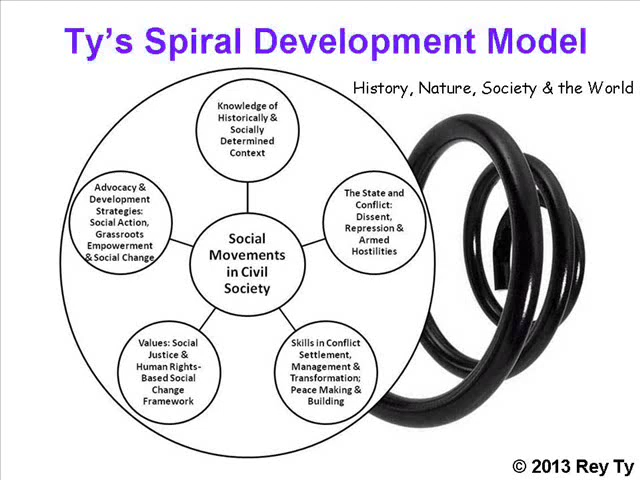 Ty's Spiral Development Model
History, Nature, Society & the World
Knowledge of
Historically &
Socially
Determined
Context
Advocacy &
Development
Strategies:
Social Action,
Grassroots
Empowerment
& Social Change
The State and
Conflict:
Dissent,
Repression &
Armed
Hostilities
Social
Movements
in Civil
Society
Values: Social
Justice &
Human Rights-
Based Social
Change
Framework
Skills in Conflict
Settlement,
Management &
Transformation;
Peace Making &
Building
© 2013 Rey Ty